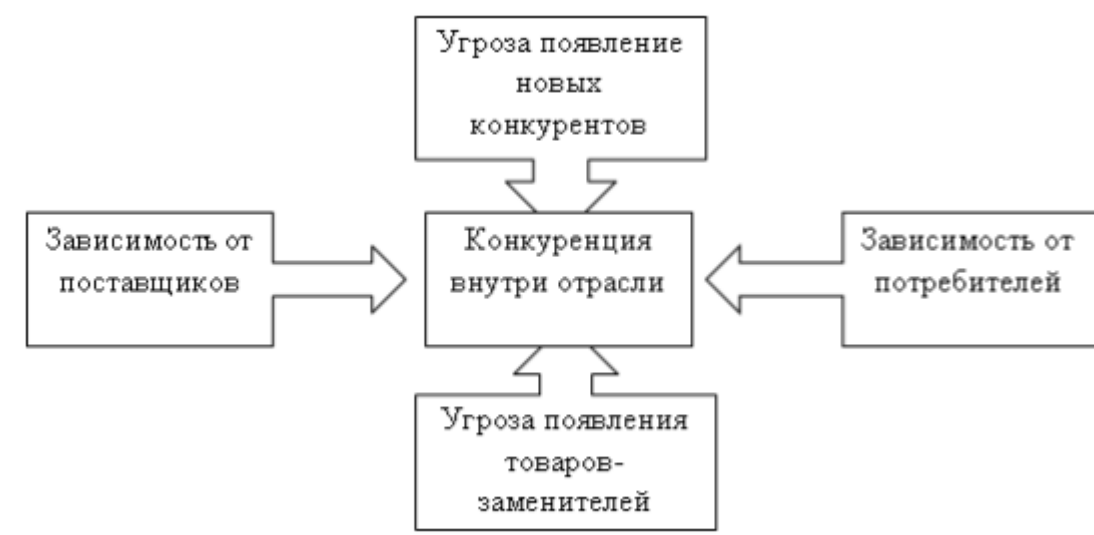 Угроза появление
новых
конкурентов
Зависимость от
поставщиков
Конкуренция
внутри отрасли
Зависимость от
потребителей
Угроза появления
товаров-
заменителей